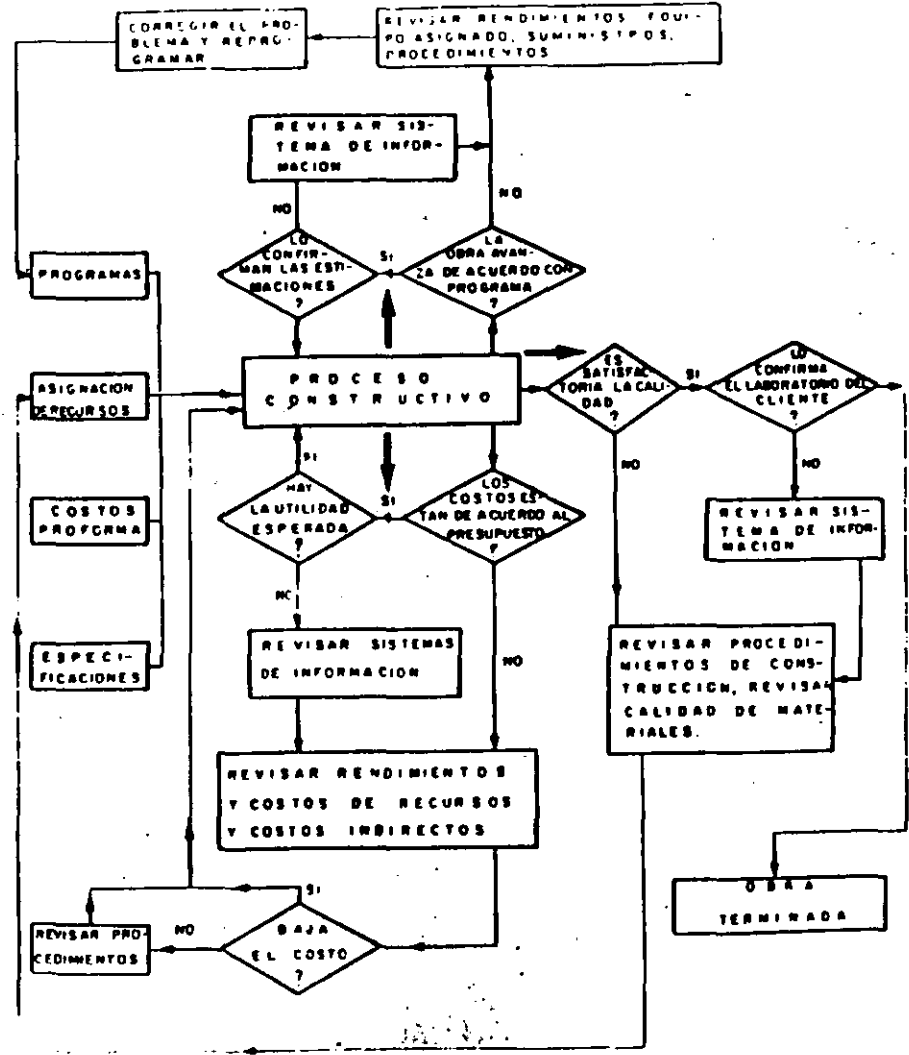 CORREGIR EL PRO-
BLEMA Y REPRO-
GRAMAR
REVISAR RENDIMIENTOS EQUI-
PO ASIGNADO, SUMINISTROS,
PROCEDIMIENTOS
REVISAR SIS-
TEMA DE INFOR-
MACION
NO
NO
LO
CONFIR-
MAN LAS ESTI-
MACIONES
?
SI
LA
OBRA AVAN-
ZA DE ACUERDO CON
PROGRAMA
?
PROGRAMAS
ASIGNACION
DE RECURSOS
COSTOS
PROFORMA
ESPECI-
FICACIONES
PROCESO
CONSTRUCTIVO
ES
SATISFAC-
TORIA LA CALI-
DAD
?
SI
LO
CONFIRMA
EL LABORATORIO DEL
CLIENTE
?
NO
NO
REVISAR SIS-
TEMA DE INFOR-
MACION
SI
HAY
LA UTILIDAD
ESPERADA
?
SI
LOS
COSTOS ES-
TAN DE ACUERDO AL
PRESUPUESTO
?
NO
NO
REVISAR SISTEMAS
DE INFORMACION
REVISAR PROCEDI-
MIENTOS DE CONS-
TRUCCION, REVISAR
CALIDAD DE MATE-
RIALES.
REVISAR RENDIMIENTOS
Y COSTOS DE RECURSOS
Y COSTOS INDIRECTOS
SI
BAJA
EL COSTO
?
NO
REVISAR PRO-
CEDIMIENTOS
OBRA
TERMINADA